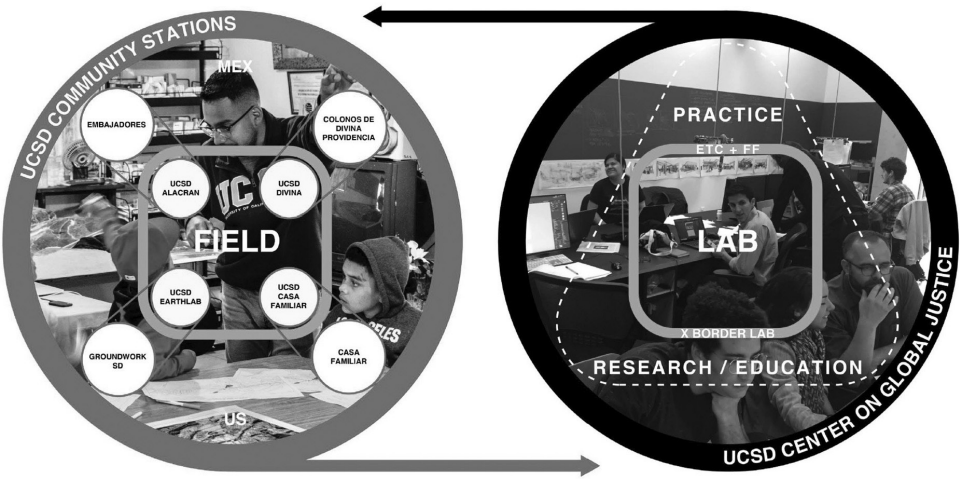 UCSD COMMUNITY STATIONS
MEX
EMBAJADORES
COLONOS DE
DIVINA
PROVIDENCIA
UCSD
ALACRAN
UCSD
DIVINA
UC
FIELD
UCSD
EARTHLAB
UCSD
CASA
FAMILIAR
GROUNDWORK
SD
CASA
FAMILIAR
US
PRACTICE
ETC + FF
LAB
X BORDER LAB
RESEARCH / EDUCATION
UCSD CENTER ON GLOBAL JUSTICE